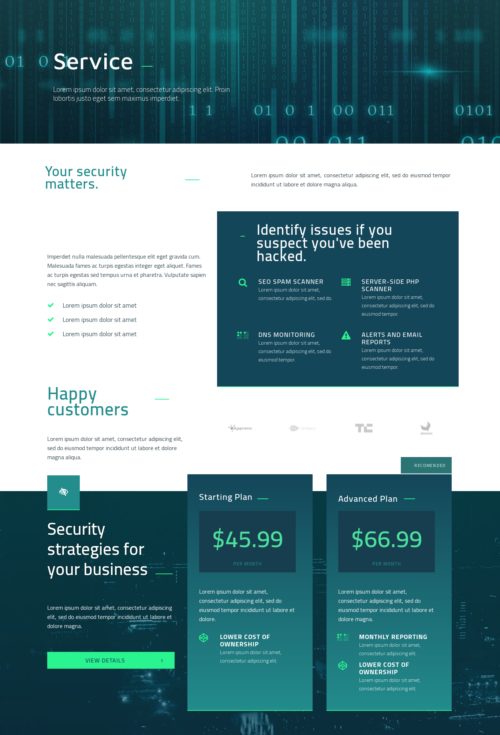 01 0
Service
Lorem ipsum dolor sit amet, consectetur adipiscing elit. Proin
lobortis justo eget sem maximus imperdiet.
1 1 01 0 1 00 011 0101
00 011
Your security
matters.
Lorem ipsum dolor sit amet, consectetur adipiscing elit, sed do eiusmod tempor
incididunt ut labore et dolore magna aliqua.
Imperdiet nulla malesuada pellentesque elit eget gravida cum.
Malesuada fames ac turpis egestas integer eget aliquet. Fames
ac turpis egestas sed tempus urna et pharetra. Vulputate sapien
nec sagittis aliquam.
Lorem ipsum dolor sit amet
Lorem ipsum dolor sit amet
Lorem ipsum dolor sit amet
Identify issues if you
suspect you've been
hacked.
SEO SPAM SCANNER
Lorem ipsum dolor sit amet,
consectetur adipiscing elit, sed do.
SERVER-SIDE PHP
SCANNER
Lorem ipsum dolor sit amet,
consectetur adipiscing elit, sed do
eiusmod tempor.
DNS MONITORING
Lorem ipsum dolor sit amet,
consectetur adipiscing elit, sed do
eiusmod tempor.
ALERTS AND EMAIL
REPORTS
Lorem ipsum dolor sit amet,
consectetur adipiscing elit, sed do
eiusmod tempor.
Happy
customers
Lorem ipsum dolor sit amet, consectetur adipiscing elit,
sed do eiusmod tempor incididunt ut labore et dolore
magna aliqua.
TC
Security
strategies for
your business
Lorem ipsum dolor sit amet, consectetur adipiscing
elit, sed do eiusmod tempor incididunt ut labore et
dolore magna.
VIEW DETAILS
Starting Plan
$45.99
PER MONTH
Lorem ipsum dolor sit amet,
consectetur adipiscing elit, sed do
eiusmod tempor incididunt ut labore et
dolore.
LOWER COST OF
OWNERSHIP
Lorem ipsum dolor sit amet,
consectetur adipiscing elit.
RECOMENDED
Advanced Plan
$66.99
PER MONTH
Lorem ipsum dolor sit amet,
consectetur adipiscing elit, sed do
eiusmod tempor incididunt ut labore et
dolore magna aliqua.
MONTHLY REPORTING
Lorem ipsum dolor sit amet,
consectetur adipiscing elit, sed do.
LOWER COST OF
OWNERSHIP
Lorem ipsum dolor sit amet,
consectetur adipiscing elit, sed do.